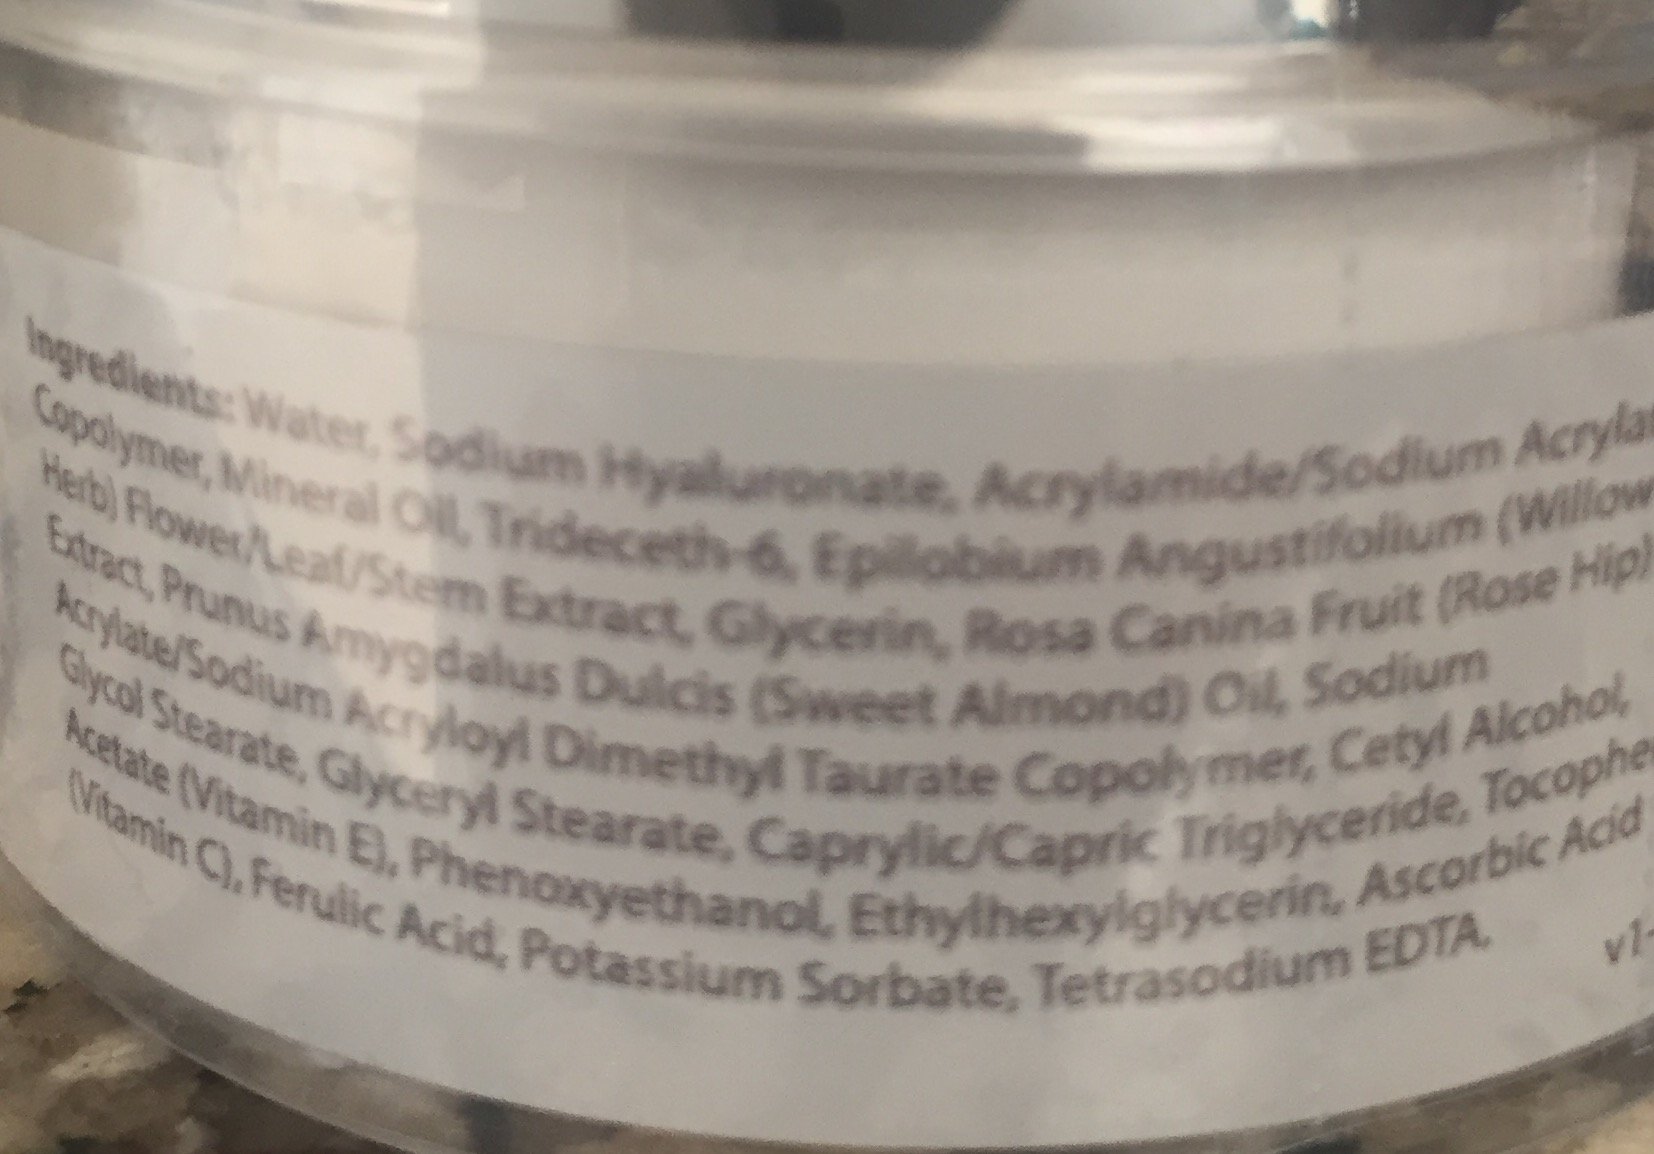 Ingredients: Water, Sodium Hyaluronate, Acrylamide/Sodium Acrylat
Copolymer, Mineral Oil, Trideceth-6, Epilobium Angustifolium (Willow
Herb) Flower/Leaf/Stem Extract, Glycerin, Rosa Canina Fruit (Rose Hip)
Extract, Prunus Amygdalus Dulcis (Sweet Almond) Oil, Sodium
Acrylate/Sodium Acryloyl Dimethyl Taurate Copolymer, Cetyl Alcohol,
Glycol Stearate, Glyceryl Stearate, Caprylic/Capric Triglyceride, Tocophe
Acetate (Vitamin E), Phenoxyethanol, Ethylhexylglycerin, Ascorbic Acid
(Vitamin C), Ferulic Acid, Potassium Sorbate, Tetrasodium EDTA.
v1-